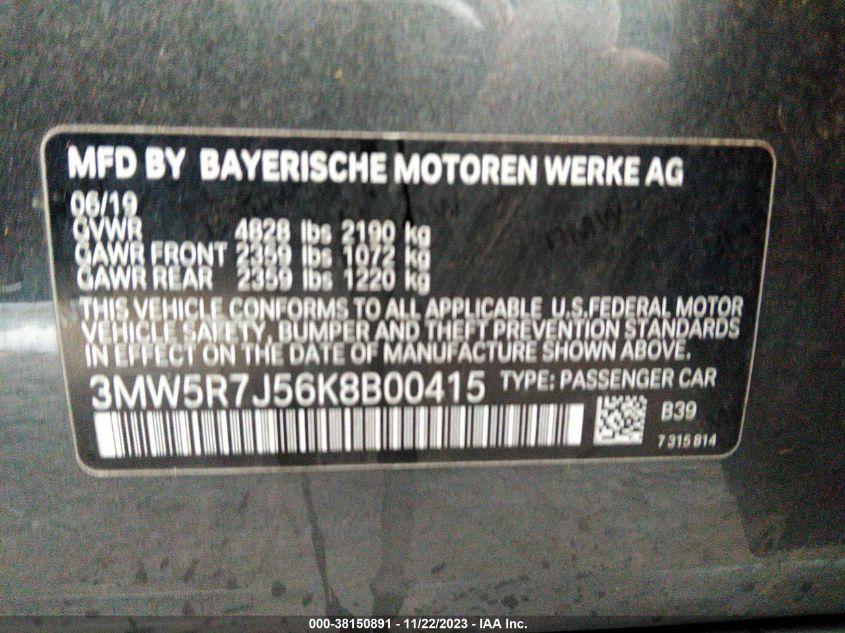 MFD BY BAYERISCHE MOTOREN WERKE AG
06/19
GVWR 4828 lbs 2190 kg
GAWR FRONT 2359 lbs 1072 kg
GAWR REAR 2359 lbs 1220 kg
THIS VEHICLE CONFORMS TO ALL APPLICABLE U.S.FEDERAL MOTOR
VEHICLE SAFETY, BUMPER AND THEFT PREVENTION STANDARDS
IN EFFECT ON THE DATE OF MANUFACTURE SHOWN ABOVE.
3MW5R7J56K8B00415 TYPE: PASSENGER CAR
B39
7 315 814
000-38150891 - 11/22/2023 - IAA Inc.